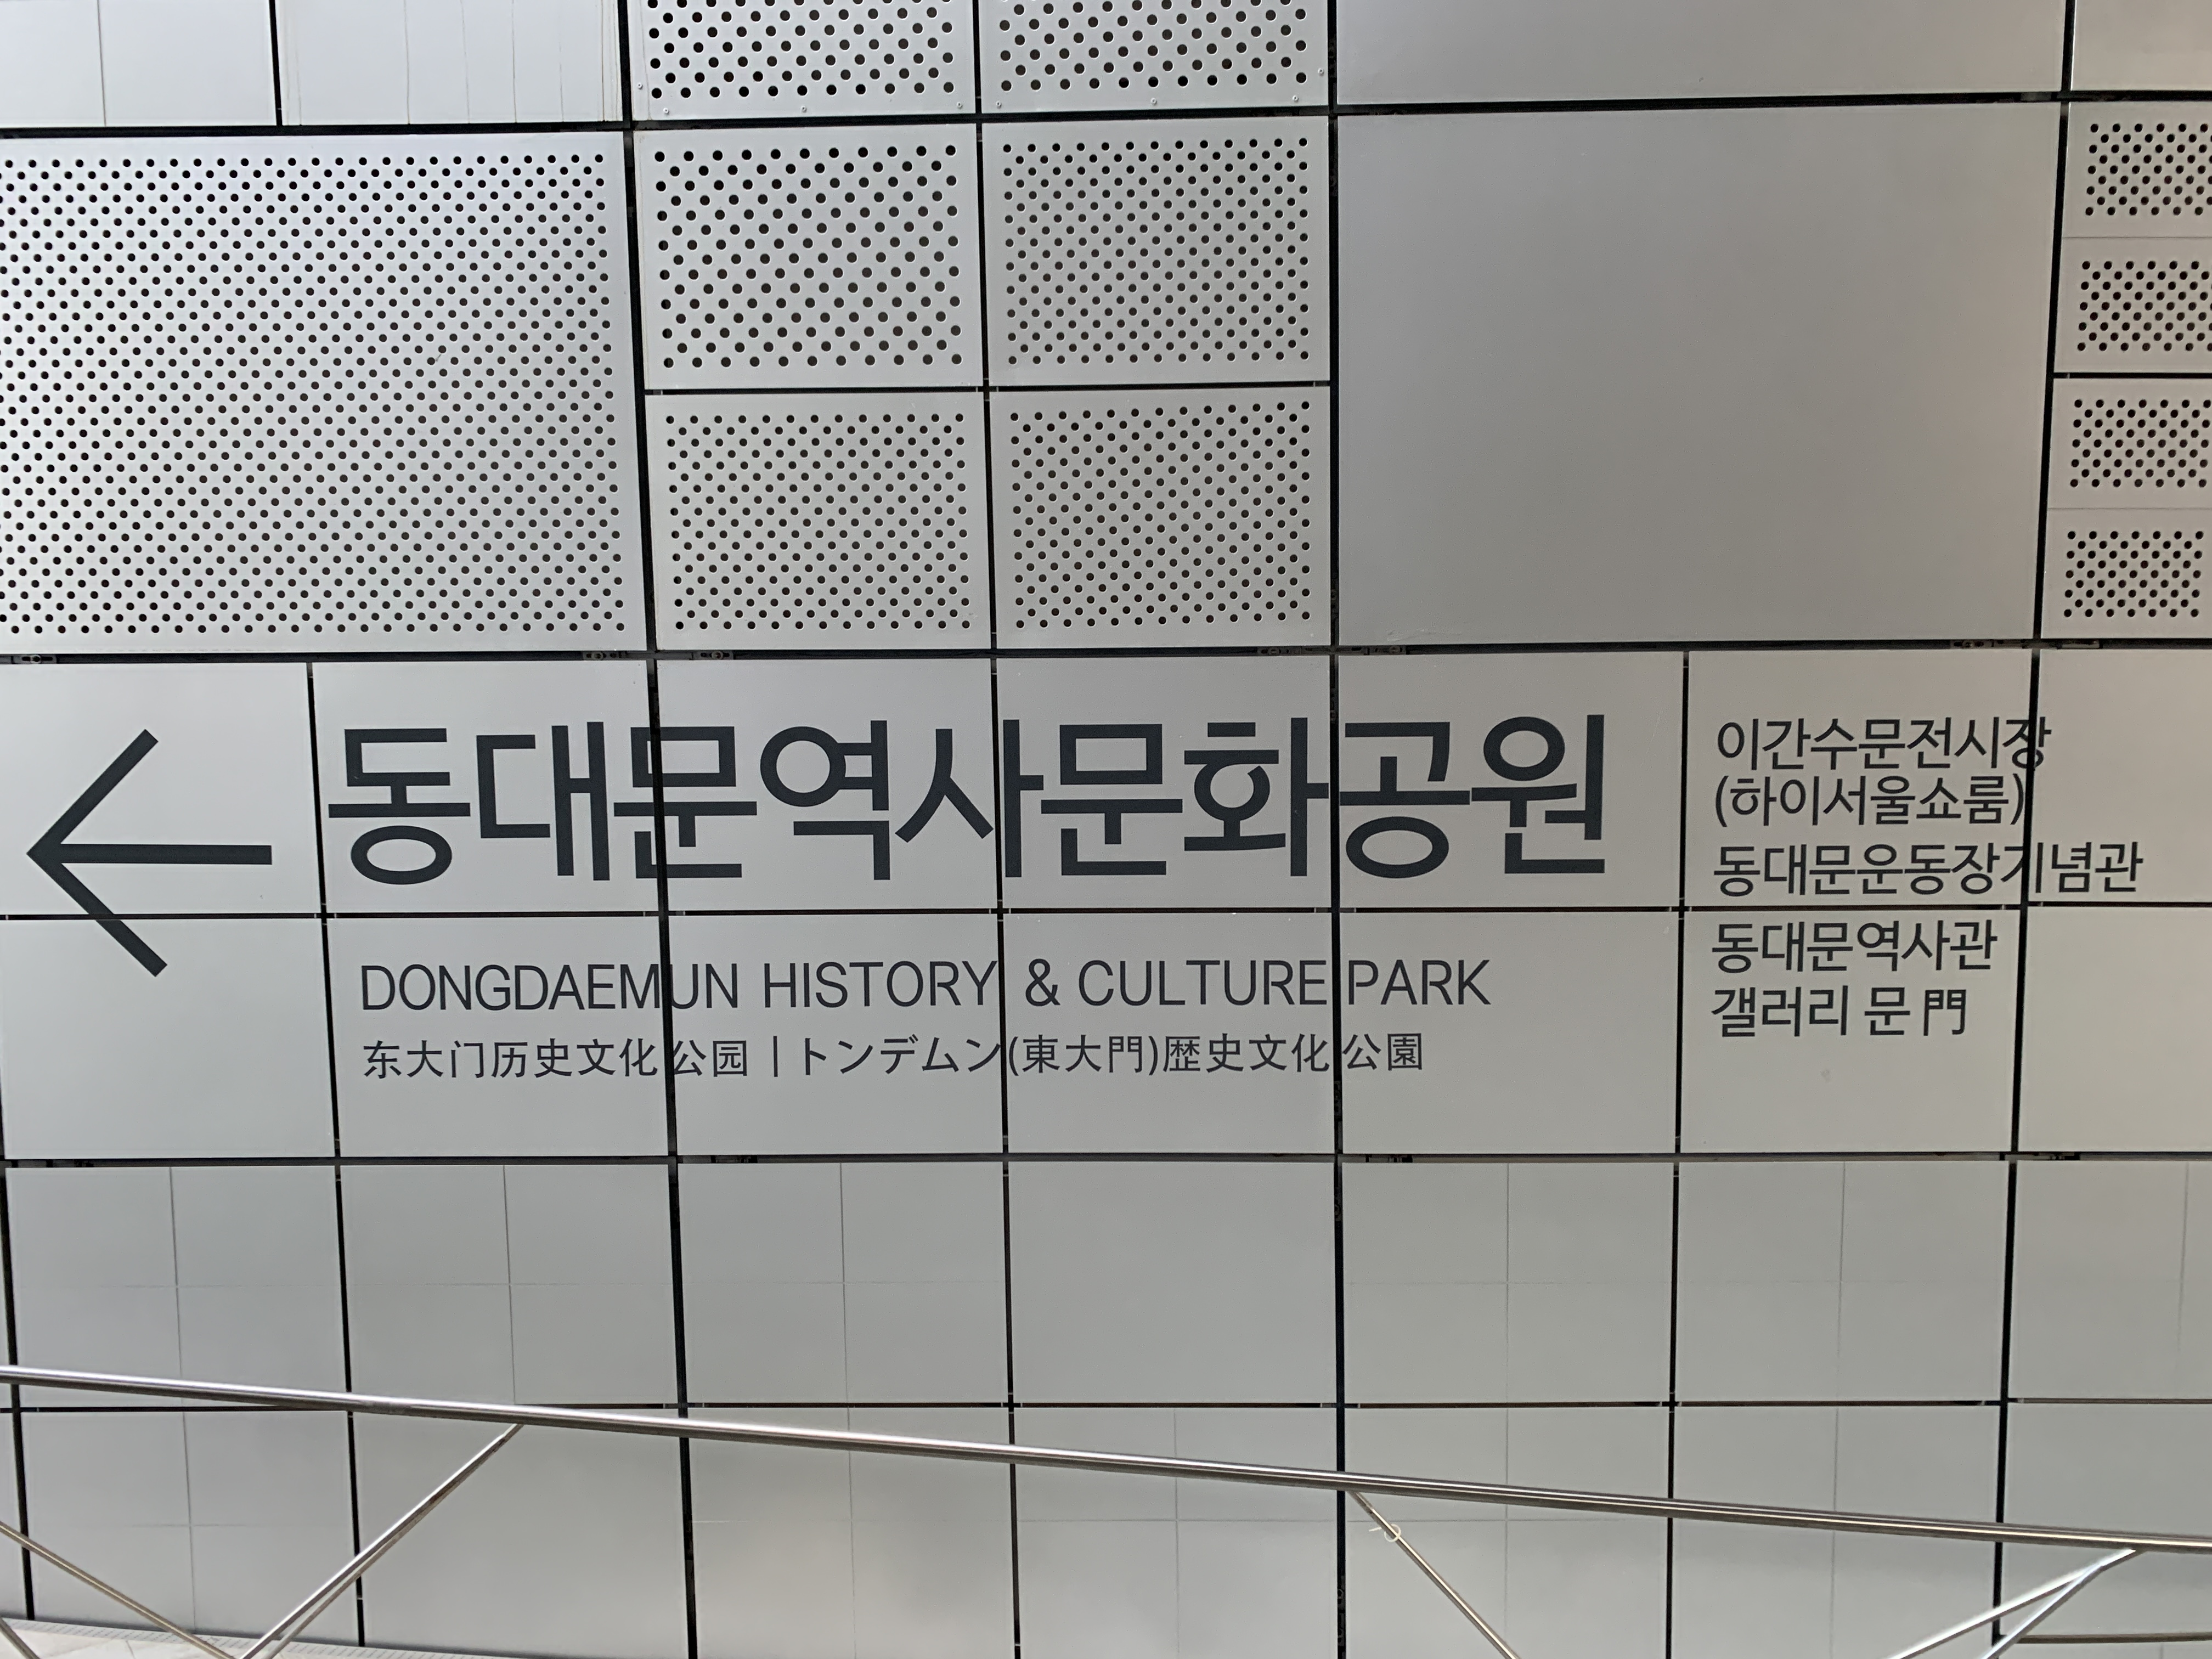 동대문역사문화공원
DONGDAEMUN HISTORY & CULTURE PARK
东大门历史文化公园 | トンデムン(東大門)歴史文化公園
이간수문전시장
(하이서울쇼룸)
동대문운동장기념관
동대문역사관
갤러리 문 門